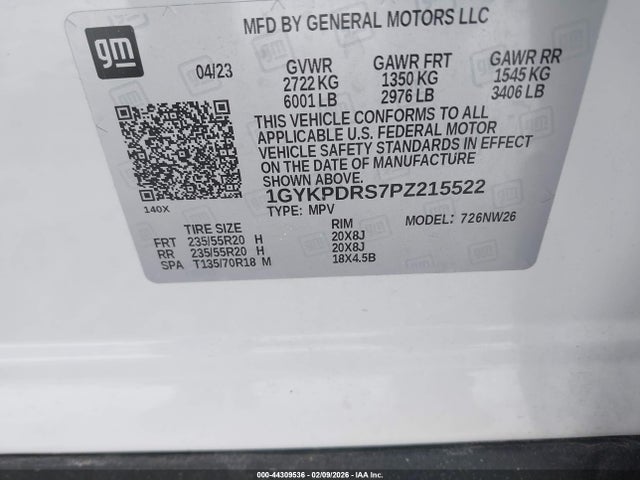 gm
MFD BY GENERAL MOTORS LLC
04/23 GVWR GAWR FRT GAWR RR
2722 KG 1350 KG 1545 KG
6001 LB 2976 LB 3406 LB
THIS VEHICLE CONFORMS TO ALL
APPLICABLE U.S. FEDERAL MOTOR
VEHICLE SAFETY STANDARDS IN EFFECT
ON THE DATE OF MANUFACTURE
SHOWN ABOVE.
1GYKPDRS7PZ215522
140X
TYPE: MPV MODEL: 726NW26
TIRE SIZE RIM
FRT 235/55R20 H 20X8J
RR 235/55R20 H 20X8J
SPA T135/70R18 M 18X4.5B
000-44309536 - 02/09/2026 - IAA Inc.